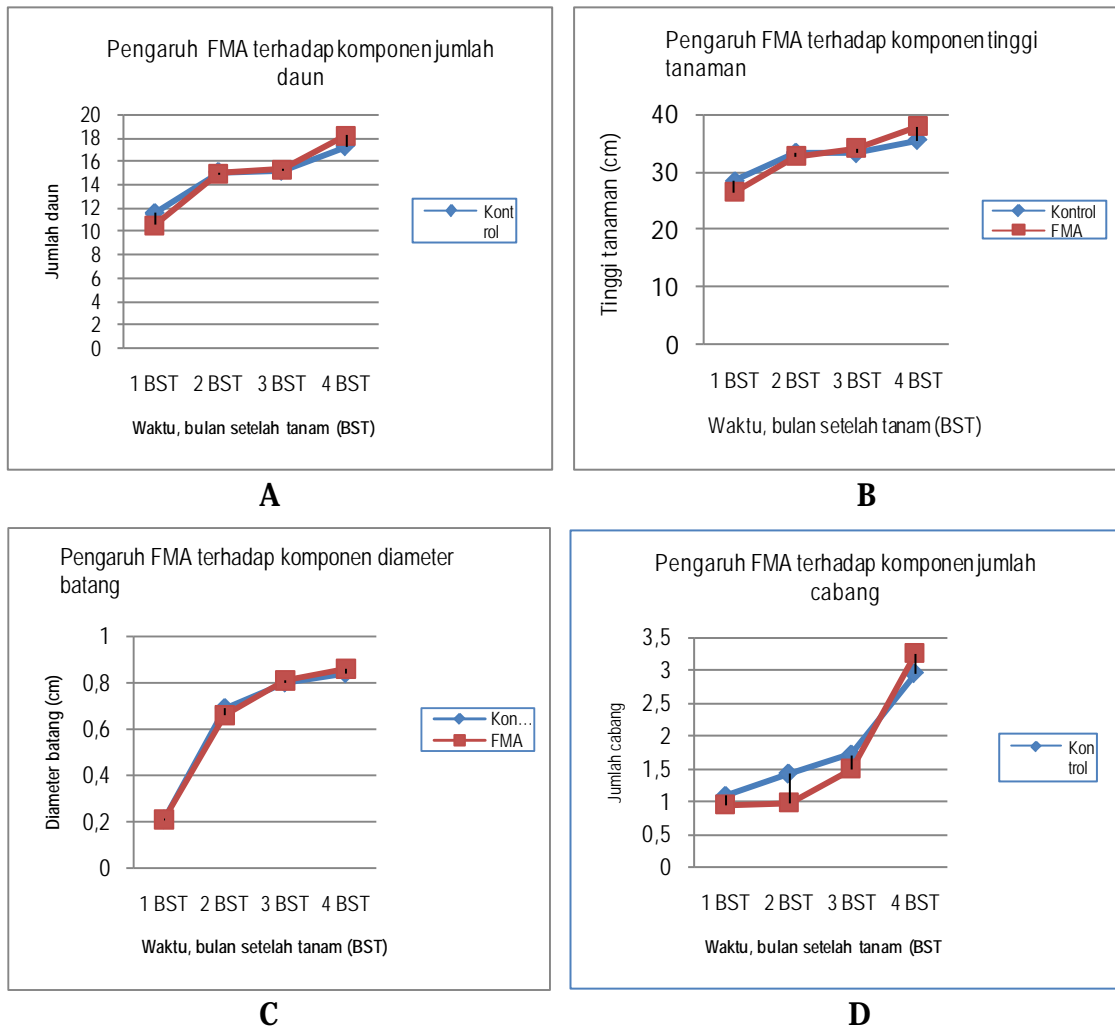 Pengaruh FMA terhadap komponen jumlah
daun
20
18
16
14
12
10
8
6
4
2
0
Jumlah daun
1 BST 2 BST 3 BST 4 BST
Waktu, bulan setelah tanam (BST)
Kont
rol
A
Pengaruh FMA terhadap komponen tinggi
tanaman
40
30
20
10
0
Tinggi tanaman (cm)
1 BST 2 BST 3 BST 4 BST
Waktu, bulan setelah tanam (BST)
Kontrol
FMA
B
Pengaruh FMA terhadap komponen diameter
batang
1
0,8
0,6
0,4
0,2
0
Diameter batang (cm)
1 BST 2 BST 3 BST 4 BST
Waktu, bulan setelah tanam (BST)
Kon...
FMA
C
Pengaruh FMA terhadap komponen jumlah
cabang
3,5
3
2,5
2
1,5
1
0,5
0
Jumlah cabang
1 BST 2 BST 3 BST 4 BST
Waktu, bulan setelah tanam (BST
Kon
trol
D